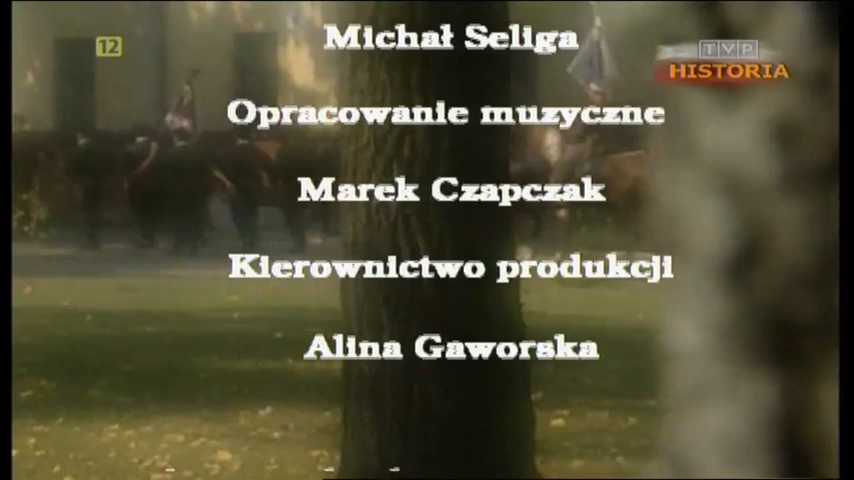 Michał Seliga
12
TVP
HISTORIA
Opracowanie muzyczne
Marek Czapczak
Kierownictwo produkcji
Alina Gaworska